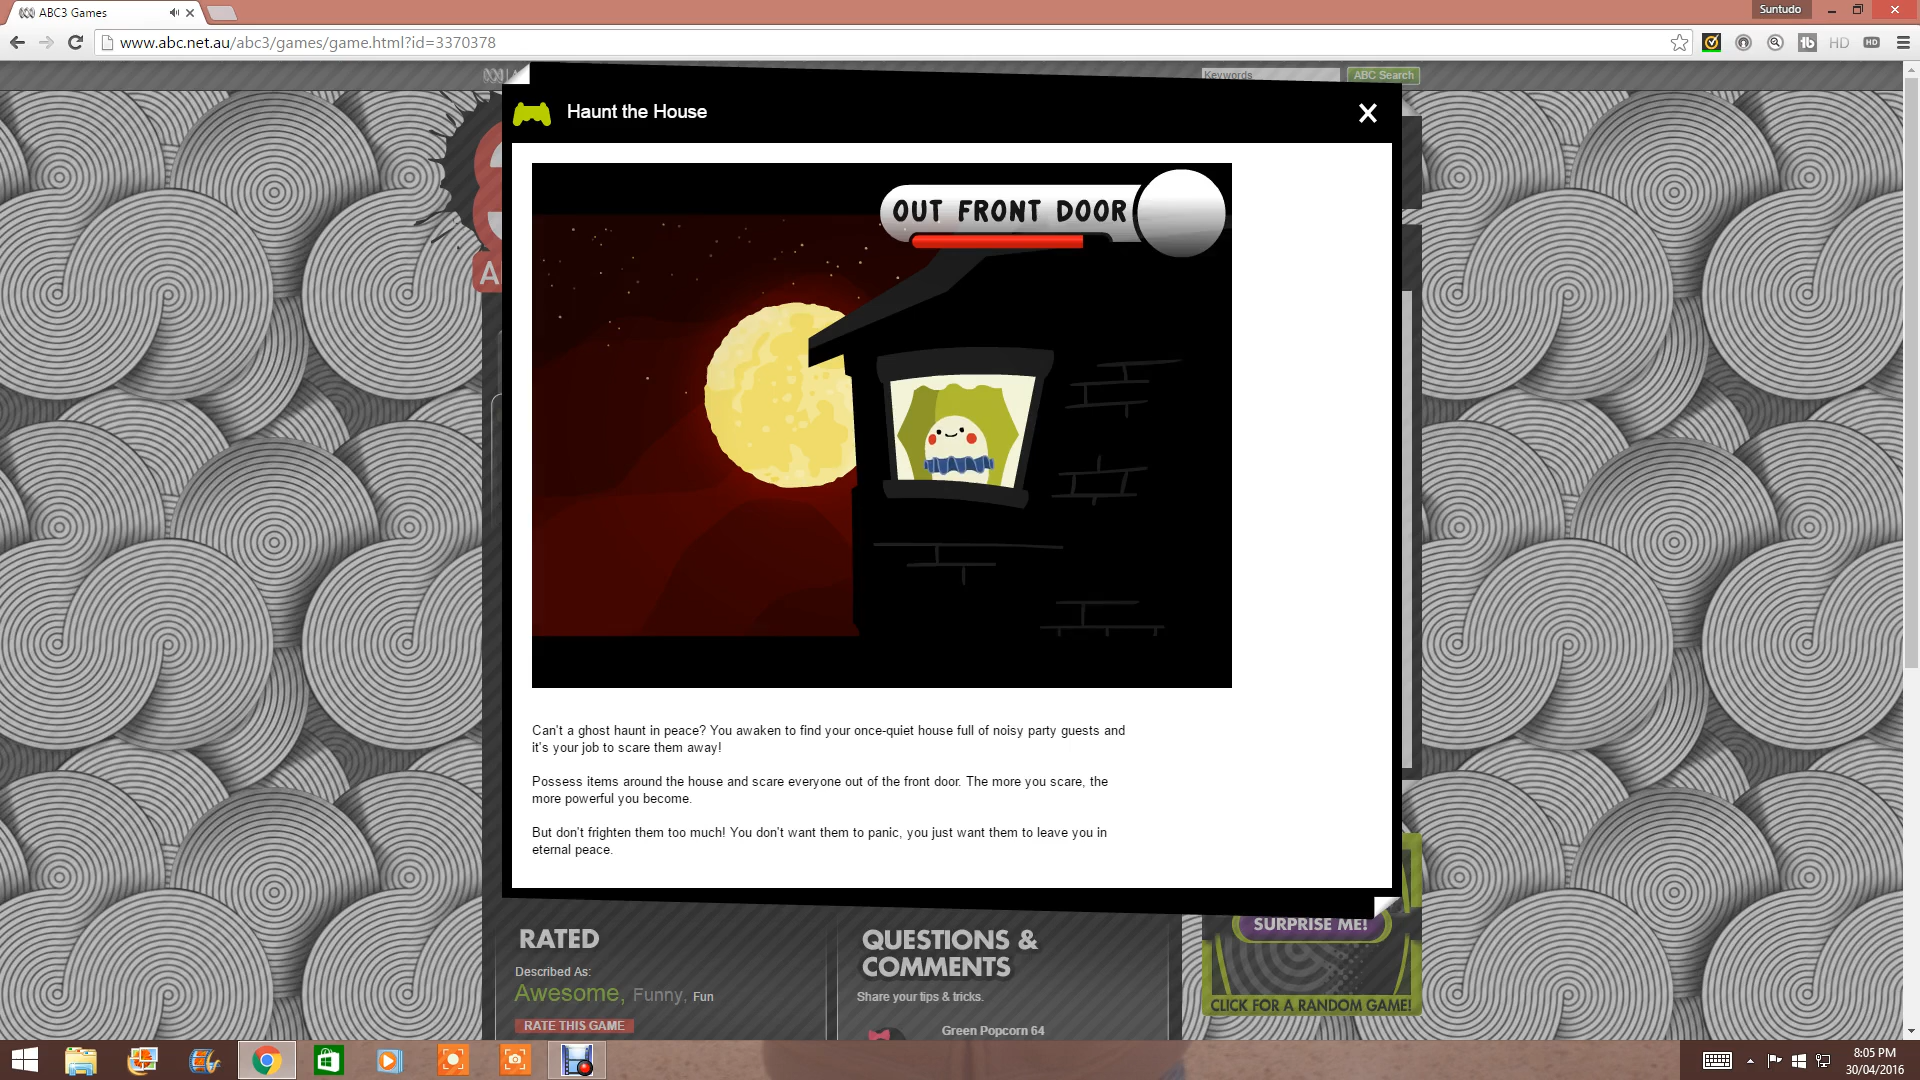 ABC3 Games
Suntudo
www.abc.net.au/abc3/games/game.html?id=3370378
HD
HD
Keywords
ABC Search
Haunt the House
X
OUT FRONT DOOR
A
Can't a ghost haunt in peace? You awaken to find your once-quiet house full of noisy party guests and
it's your job to scare them away!
Possess items around the house and scare everyone out of the front door. The more you scare, the
more powerful you become.
But don't frighten them too much! You don't want them to panic, you just want them to leave you in
eternal peace.
RATED
Described As:
Awesome, Funny, Fun
RATE THIS GAME
QUESTIONS &
COMMENTS
Share your tips & tricks.
Green Popcorn 64
SURPRISE ME!
CLICK FOR A RANDOM GAME!
8:05 PM
30/04/2016